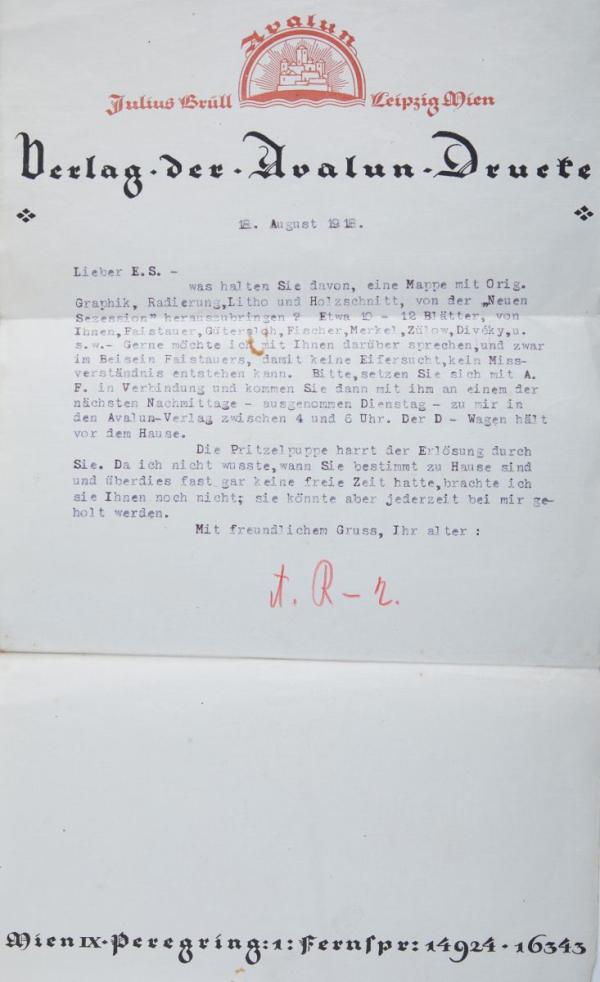 Avalun
Julius Brüll Leipzig Wien
Verlag · der · Avalun · Drucke
18. August 1918.
Lieber E.S. -
was halten Sie davon, eine Mappe mit Orig.
Graphik, Radierung, Litho und Holzschnitt, von der „Neuen
Sezession" herauszubringen ? Etwa 10 - 12 Blätter, von
Ihnen, Faistauer, Gütersloh, Fischer, Merkel, Zülow, Divéky, u.
s.w.- Gerne möchte ich mit Ihnen darüber sprechen, und zwar
im Beisein Faistauers, damit keine Eifersucht, kein Miss-
verständnis entstehen kann. Bitte, setzen Sie sich mit A.
F. in Verbindung und kommen Sie dann mit ihm an einem der
nächsten Nachmittage - ausgenommen Dienstag - zu mir in
den Avalun-Verlag zwischen 4 und 6 Uhr. Der D - Wagen hält
vor dem Hause.
Die Pritzelpuppe harrt der Erlösung durch
Sie. Da ich nicht wusste, wann Sie bestimmt zu Hause sind
und überdies fast gar keine freie Zeit hatte, brachte ich
sie Ihnen noch nicht; sie könnte aber jederzeit bei mir ge-
holt werden.
Mit freundlichem Gruss, Ihr alter :
A. R - r.
Wien IX · Peregring : 1 : Fernspr : 14924 · 16343